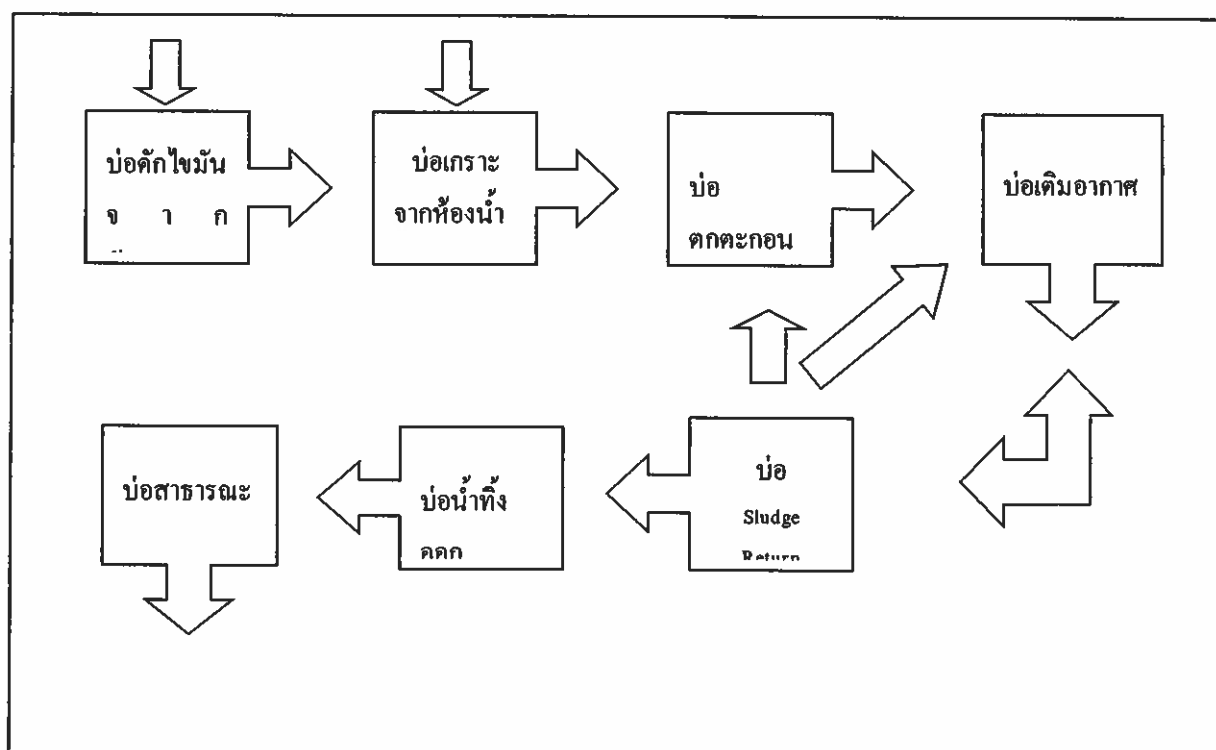 บ่อดักไขมัน
จ า ก
บ่อเกราะ
จากห้องน้ำ
บ่อ
ตกตะกอน
บ่อเติมอากาศ
บ่อสาธารณะ
บ่อน้ำทิ้ง
บ่อ
Sludge
Return